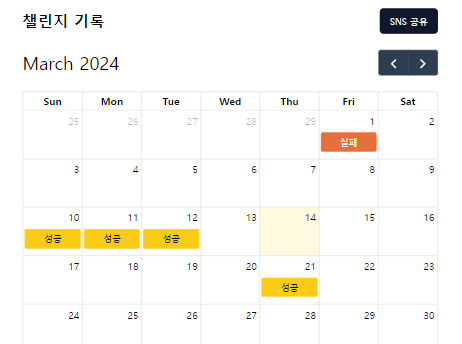 챌린지 기록
SNS 공유
March 2024
Sun Mon Tue Wed Thu Fri Sat
25 26 27 28 29 1 2
실패
3 4 5 6 7 8 9
10 11 12 13 14 15 16
성공 성공 성공
17 18 19 20 21 22 23
성공
24 25 26 27 28 29 30